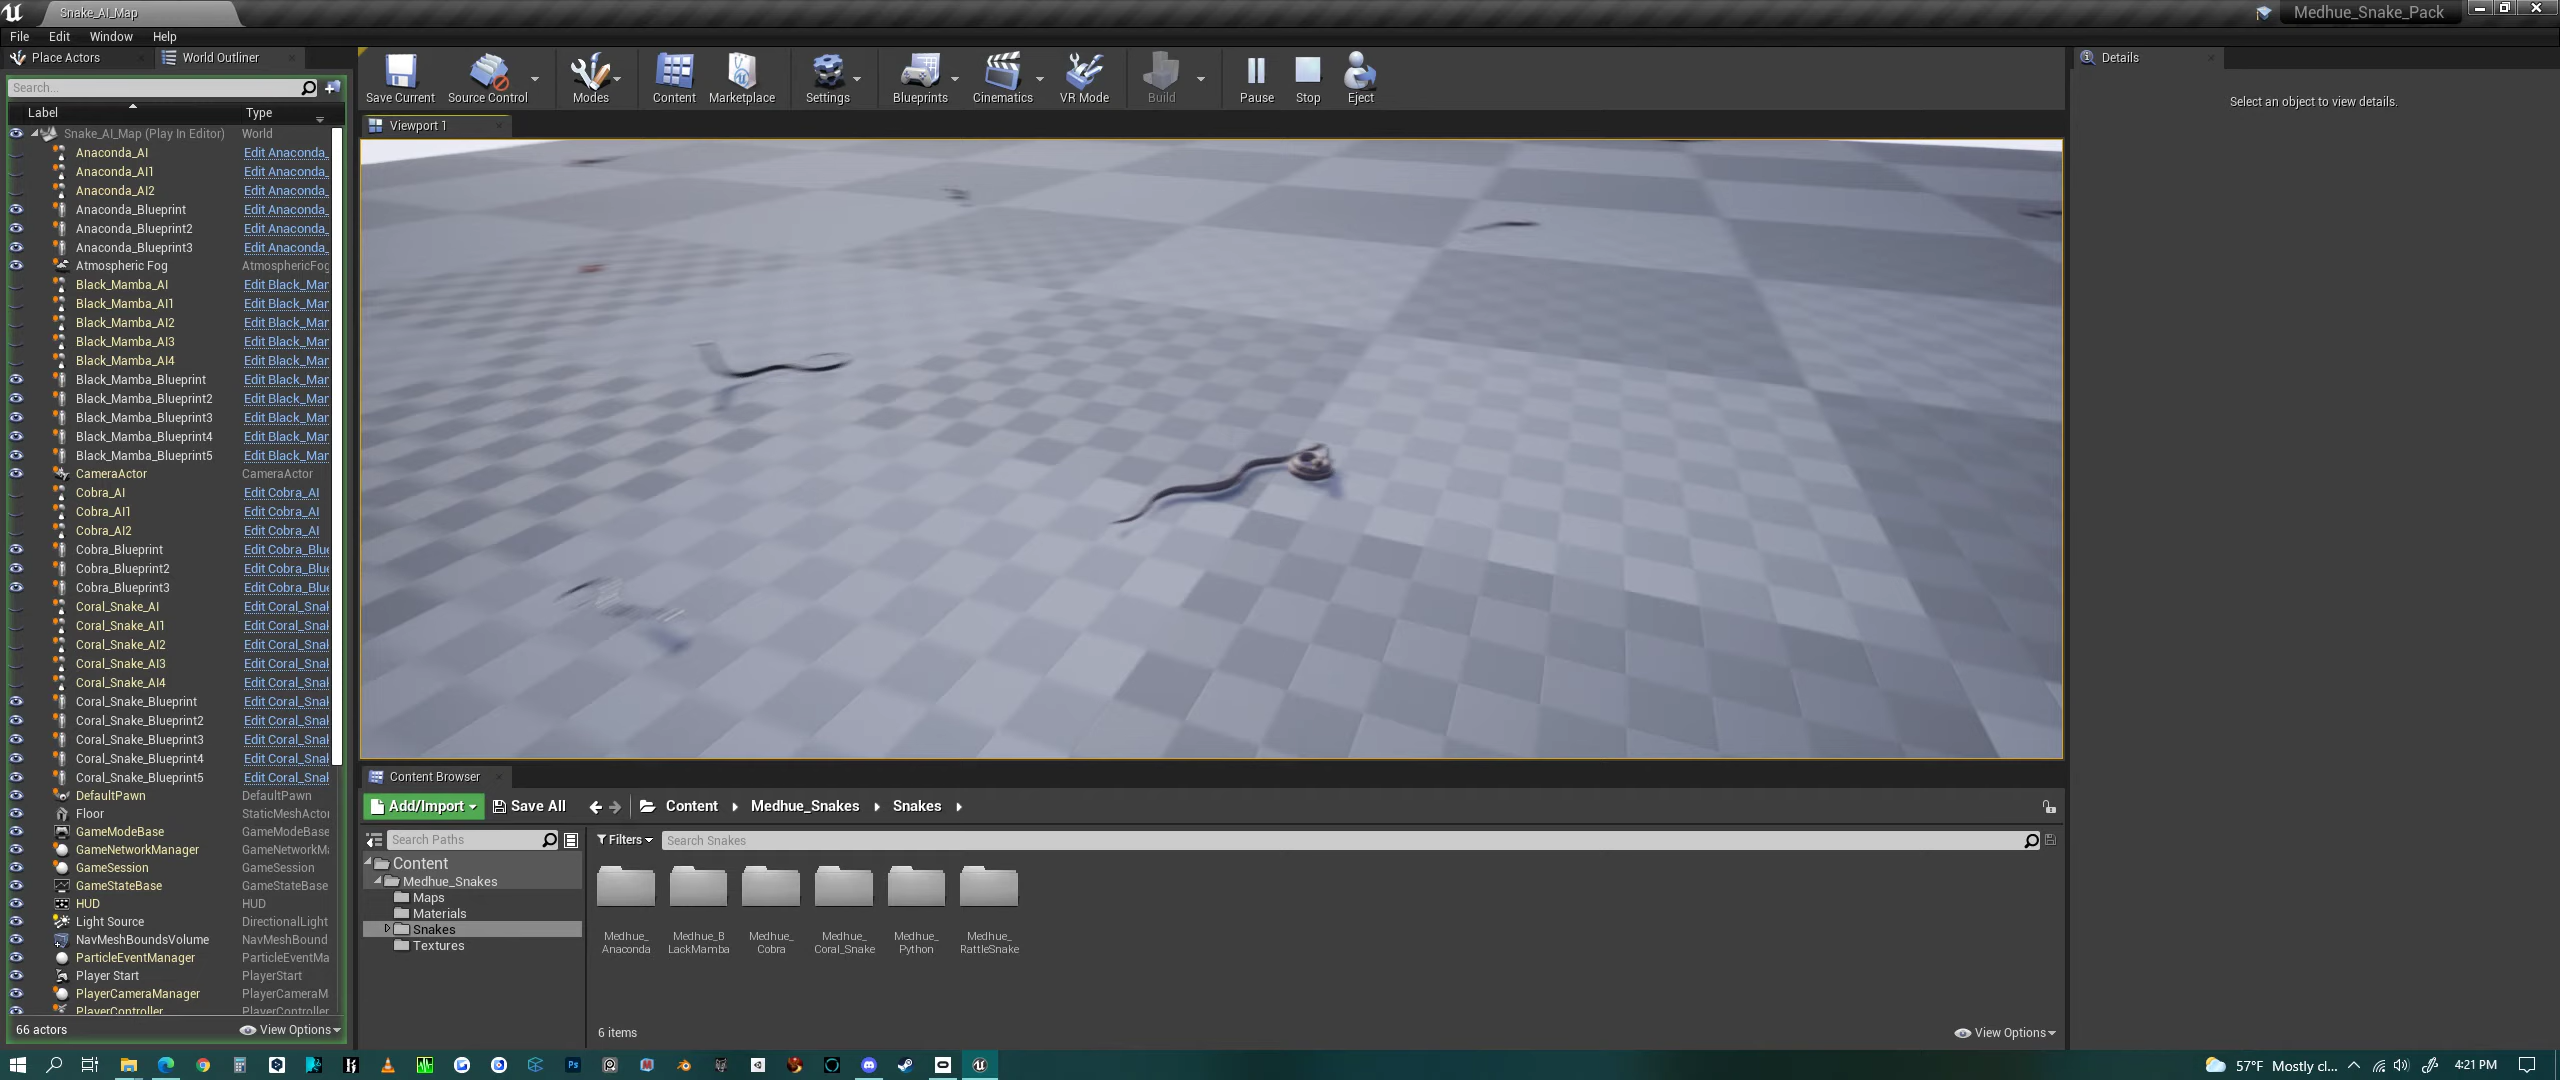 Snake_AI_Map
Medhue_Snake_Pack
File Edit Window Help
Place Actors World Outliner
Details
Search...
Save Current Source Control Modes Content Marketplace Settings Blueprints Cinematics VR Mode Build Pause Stop Eject
Select an object to view details.
Label Type
Viewport 1
Snake_AI_Map (Play In Editor) World
Anaconda_AI Edit Anaconda_
Anaconda_AI1 Edit Anaconda_
Anaconda_AI2 Edit Anaconda_
Anaconda_Blueprint Edit Anaconda_
Anaconda_Blueprint2 Edit Anaconda_
Anaconda_Blueprint3 Edit Anaconda_
Atmospheric Fog AtmosphericFog
Black_Mamba_AI Edit Black_Mar
Black_Mamba_AI1 Edit Black_Mar
Black_Mamba_AI2 Edit Black_Mar
Black_Mamba_AI3 Edit Black_Mar
Black_Mamba_AI4 Edit Black_Mar
Black_Mamba_Blueprint Edit Black_Mar
Black_Mamba_Blueprint2 Edit Black_Mar
Black_Mamba_Blueprint3 Edit Black_Mar
Black_Mamba_Blueprint4 Edit Black_Mar
Black_Mamba_Blueprint5 Edit Black_Mar
CameraActor CameraActor
Cobra_AI Edit Cobra_AI
Cobra_AI1 Edit Cobra_AI
Cobra_AI2 Edit Cobra_AI
Cobra_Blueprint Edit Cobra_Blue
Cobra_Blueprint2 Edit Cobra_Blue
Cobra_Blueprint3 Edit Cobra_Blue
Coral_Snake_AI Edit Coral_Snal
Coral_Snake_AI1 Edit Coral_Snal
Coral_Snake_AI2 Edit Coral_Snal
Coral_Snake_AI3 Edit Coral_Snal
Coral_Snake_AI4 Edit Coral_Snal
Coral_Snake_Blueprint Edit Coral_Snal
Coral_Snake_Blueprint2 Edit Coral_Snal
Coral_Snake_Blueprint3 Edit Coral_Snal
Coral_Snake_Blueprint4 Edit Coral_Snal
Coral_Snake_Blueprint5 Edit Coral_Snal
DefaultPawn DefaultPawn
Floor StaticMeshActor
GameModeBase GameModeBase
GameNetworkManager GameNetworkMa
GameSession GameSession
GameStateBase GameStateBase
HUD HUD
Light Source DirectionalLight
NavMeshBoundsVolume NavMeshBound
ParticleEventManager ParticleEventMa
Player Start PlayerStart
PlayerCameraManager PlayerCameraM
PlayerController PlayerController
66 actors View Options
Content Browser
Add/Import Save All Content Medhue_Snakes Snakes
Search Paths Filters Search Snakes
Content
Medhue_Snakes
Maps
Materials
Snakes
Textures
Medhue_
Anaconda
Medhue_B
LackMamba
Medhue_
Cobra
Medhue_
Coral_Snake
Medhue_
Python
Medhue_
RattleSnake
6 items View Options
57°F Mostly cl... 4:21 PM